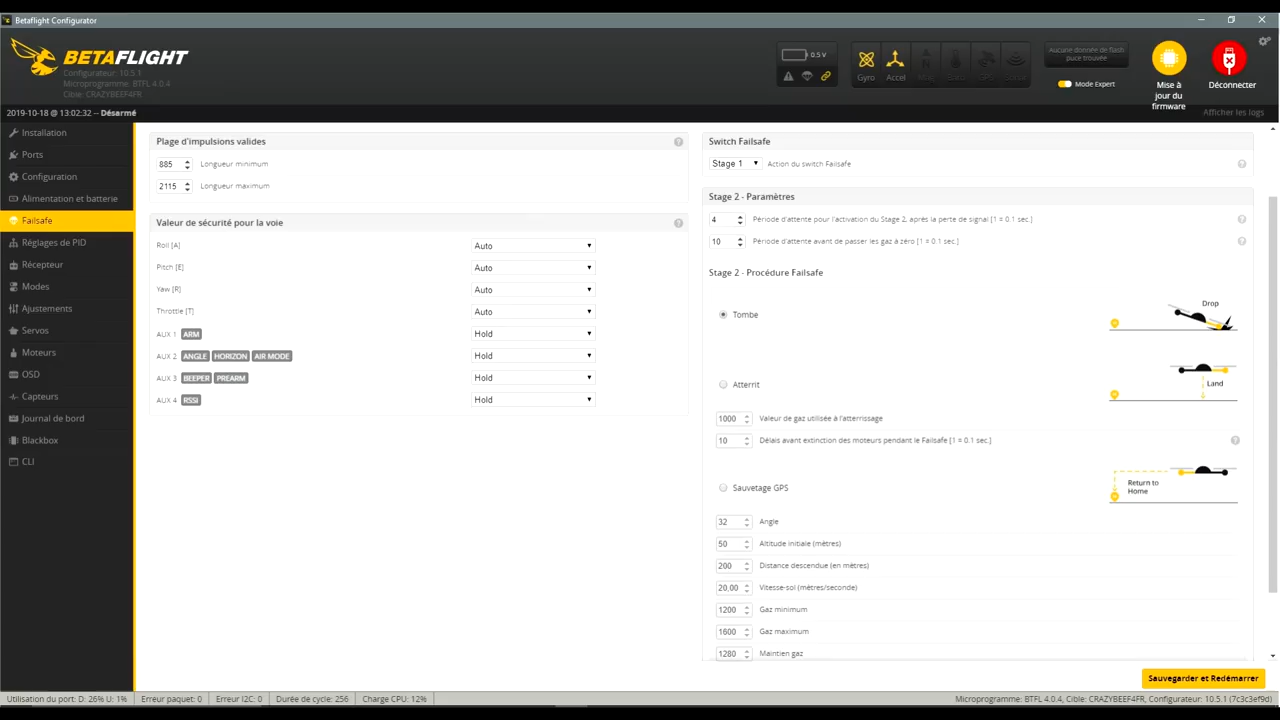 Betaflight Configurator
BETAFLIGHT
Configurateur: 10.5.1
Microprogramme: BTFL 4.0.4
Cible: CRAZYBEEF4FR
0.5 V
Gyro
Accel
Mag
Baro
GPS
Sonar
Aucune donnée de flash
puce trouvée
Mode Expert
Mise à
jour du
firmware
Déconnecter
2019-10-18 @ 13:02:32 -- Désarmé
Afficher les logs
Installation
Ports
Configuration
Alimentation et batterie
Failsafe
Réglages de PID
Récepteur
Modes
Ajustements
Servos
Moteurs
OSD
Capteurs
Journal de bord
Blackbox
CLI
Plage d'impulsions valides
885 Longueur minimum
2115 Longueur maximum
Valeur de sécurité pour la voie
Roll [A] Auto
Pitch [E] Auto
Yaw [R] Auto
Throttle [T] Auto
AUX 1 ARM Hold
AUX 2 ANGLE HORIZON AIR MODE Hold
AUX 3 BEEPER PREARM Hold
AUX 4 RSSI Hold
Switch Failsafe
Stage 1 Action du switch Failsafe
Stage 2 - Paramètres
4 Période d'attente pour l'activation du Stage 2, après la perte de signal [1 = 0.1 sec.]
10 Période d'attente avant de passer les gaz à zéro [1 = 0.1 sec.]
Stage 2 - Procédure Failsafe
Tombe
Drop
Atterrit
Land
1000 Valeur de gaz utilisée à l'atterrissage
10 Délais avant extinction des moteurs pendant le Failsafe [1 = 0.1 sec.]
Sauvetage GPS
Return to
Home
32 Angle
50 Altitude initiale (mètres)
200 Distance descendue (en mètres)
20,00 Vitesse-sol (mètres/seconde)
1200 Gaz minimum
1600 Gaz maximum
1280 Maintien gaz
Sauvegarder et Redémarrer
Utilisation du port: D: 26% U: 1% Erreur paquet: 0 Erreur I2C: 0 Durée de cycle: 256 Charge CPU: 12% Microprogramme: BTFL 4.0.4, Cible: CRAZYBEEF4FR, Configurateur: 10.5.1 (7c3c3ef9d)